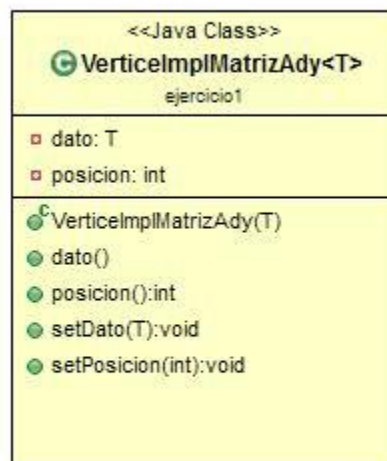 <<Java Class>>
C VerticeImplMatrizAdy<T>
ejercicio1
dato: T
posicion: int
C VerticeImplMatrizAdy(T)
dato()
posicion():int
setDato(T):void
setPosicion(int):void